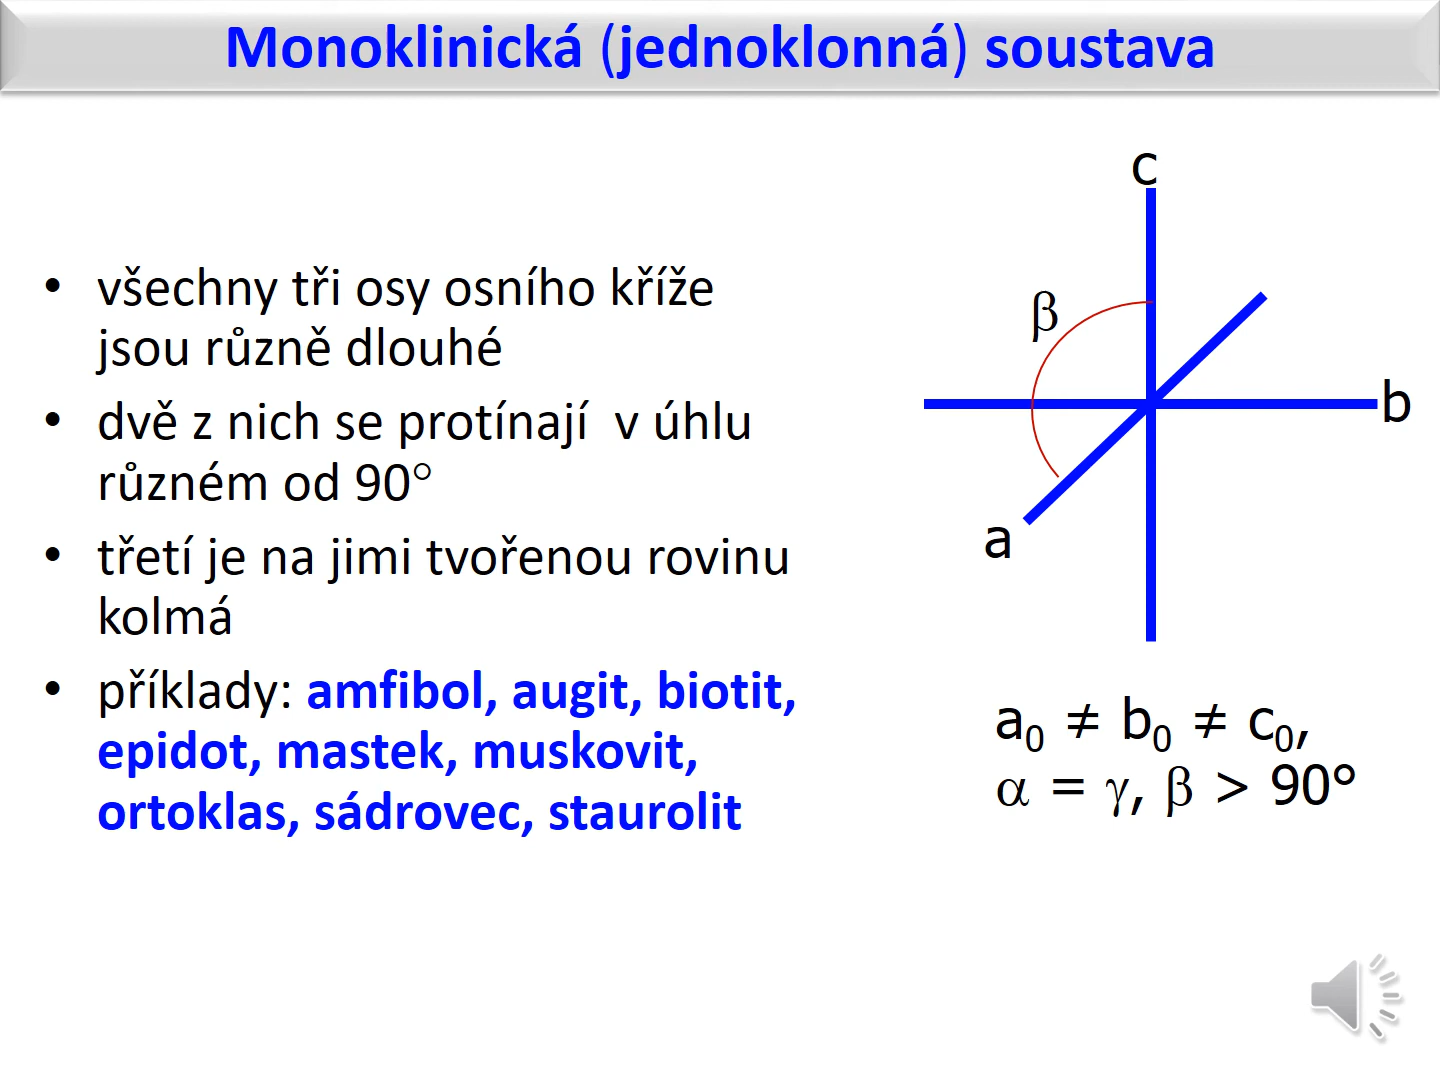 Monoklinická (jednoklonná) soustava
• všechny tři osy osního kříže
jsou různě dlouhé
• dvě z nich se protínají  v úhlu
různém od 90°
• třetí je na jimi tvořenou rovinu
kolmá
• příklady: amfibol, augit, biotit,
epidot, mastek, muskovit,
ortoklas, sádrovec, staurolit
c
β
b
a
a₀ ≠ b₀ ≠ c₀,
α = γ, β > 90°